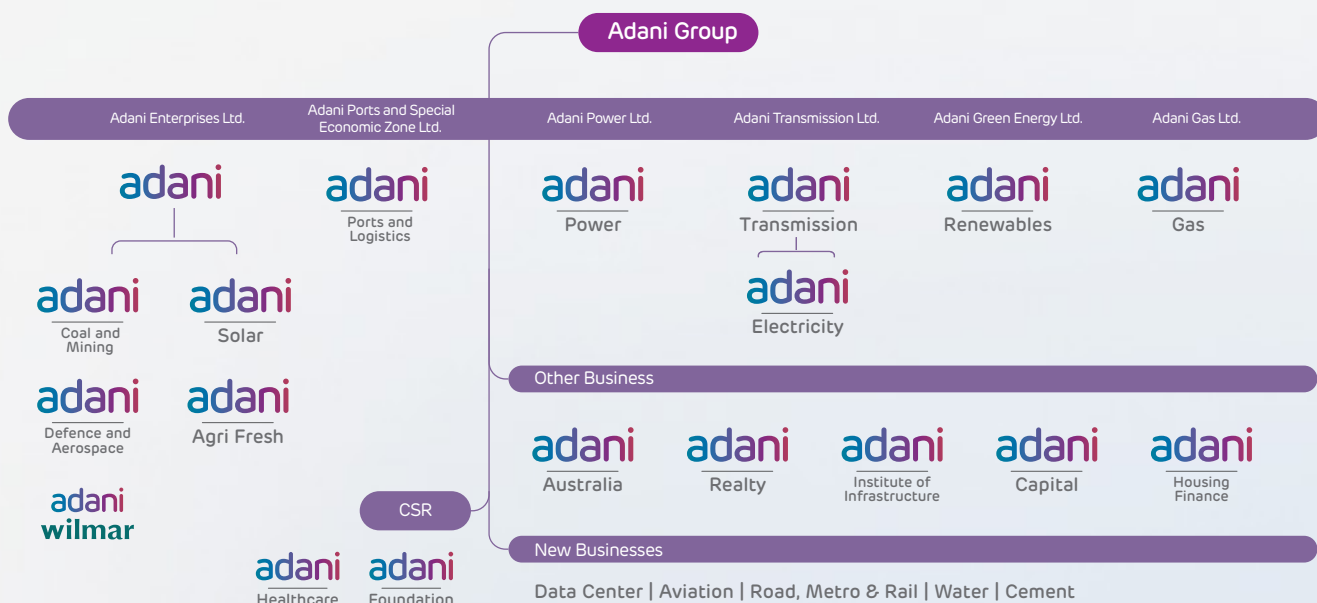 Adani Group
Adani Enterprises Ltd.
Adani Ports and Special
Economic Zone Ltd.
Adani Power Ltd.
Adani Transmission Ltd.
Adani Green Energy Ltd.
Adani Gas Ltd.
adani
adani
Ports and
Logistics
adani
Power
adani
Transmission
adani
Renewables
adani
Gas
adani
Coal and
Mining
adani
Solar
adani
Electricity
adani
Defence and
Aerospace
adani
Agri Fresh
adani
wilmar
Other Business
adani
Australia
adani
Realty
adani
Institute of
Infrastructure
adani
Capital
adani
Housing
Finance
CSR
adani
Healthcare
adani
Foundation
New Businesses
Data Center | Aviation | Road, Metro & Rail | Water | Cement